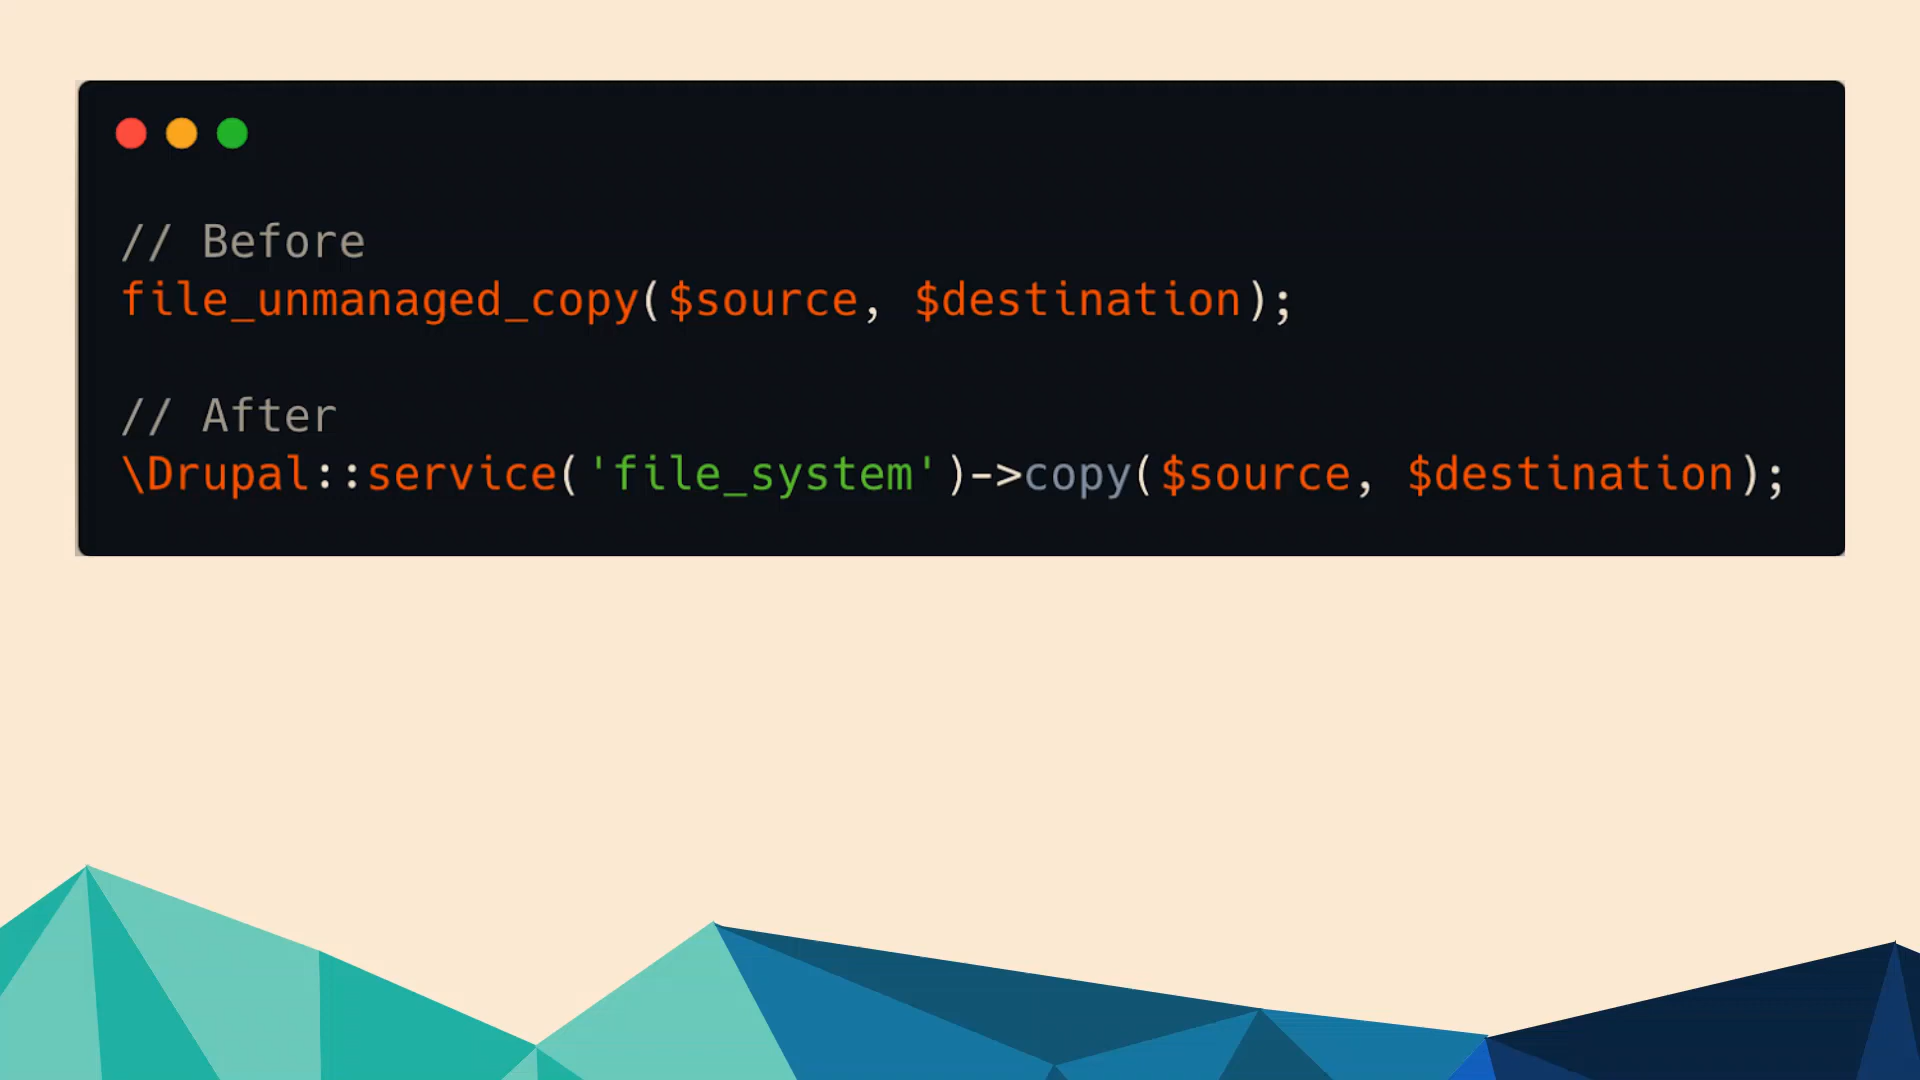 // Before
file_unmanaged_copy($source, $destination);
// After
\Drupal::service('file_system')->copy($source, $destination);